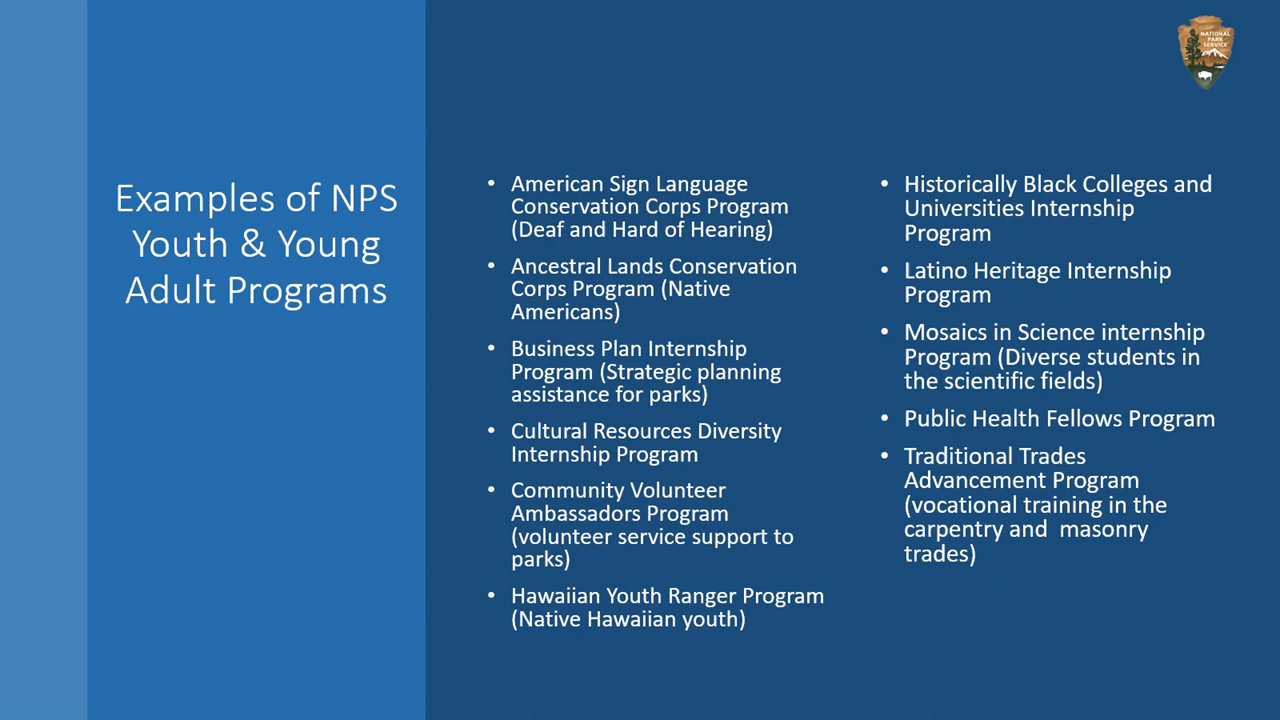 NATIONAL
PARK
SERVICE
Examples of NPS
Youth & Young
Adult Programs
• American Sign Language
Conservation Corps Program
(Deaf and Hard of Hearing)
• Ancestral Lands Conservation
Corps Program (Native
Americans)
• Business Plan Internship
Program (Strategic planning
assistance for parks)
• Cultural Resources Diversity
Internship Program
• Community Volunteer
Ambassadors Program
(volunteer service support to
parks)
• Hawaiian Youth Ranger Program
(Native Hawaiian youth)
• Historically Black Colleges and
Universities Internship
Program
• Latino Heritage Internship
Program
• Mosaics in Science internship
Program (Diverse students in
the scientific fields)
• Public Health Fellows Program
• Traditional Trades
Advancement Program
(vocational training in the
carpentry and  masonry
trades)